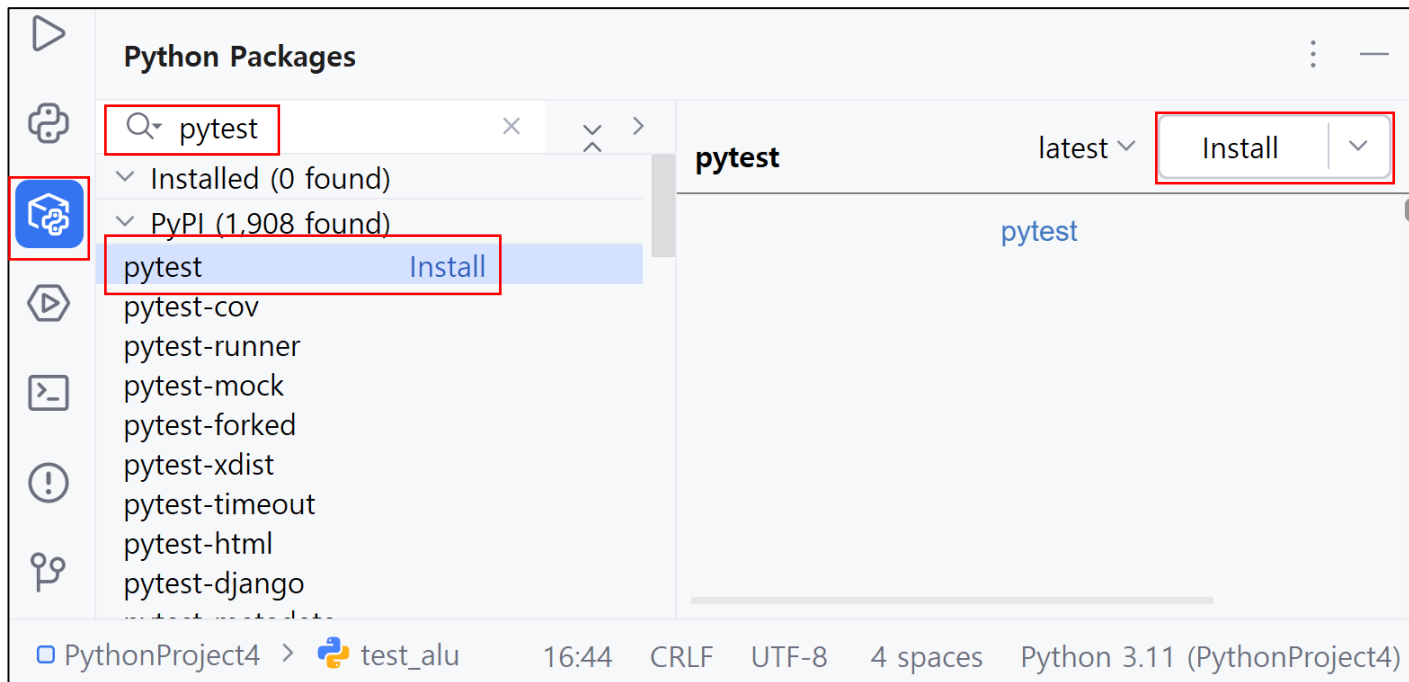 Python Packages
pytest
Installed (0 found)
PyPI (1,908 found)
pytest Install
pytest-cov
pytest-runner
pytest-mock
pytest-forked
pytest-xdist
pytest-timeout
pytest-html
pytest-django
pytest latest Install
pytest
PythonProject4 > test_alu 16:44 CRLF UTF-8 4 spaces Python 3.11 (PythonProject4)